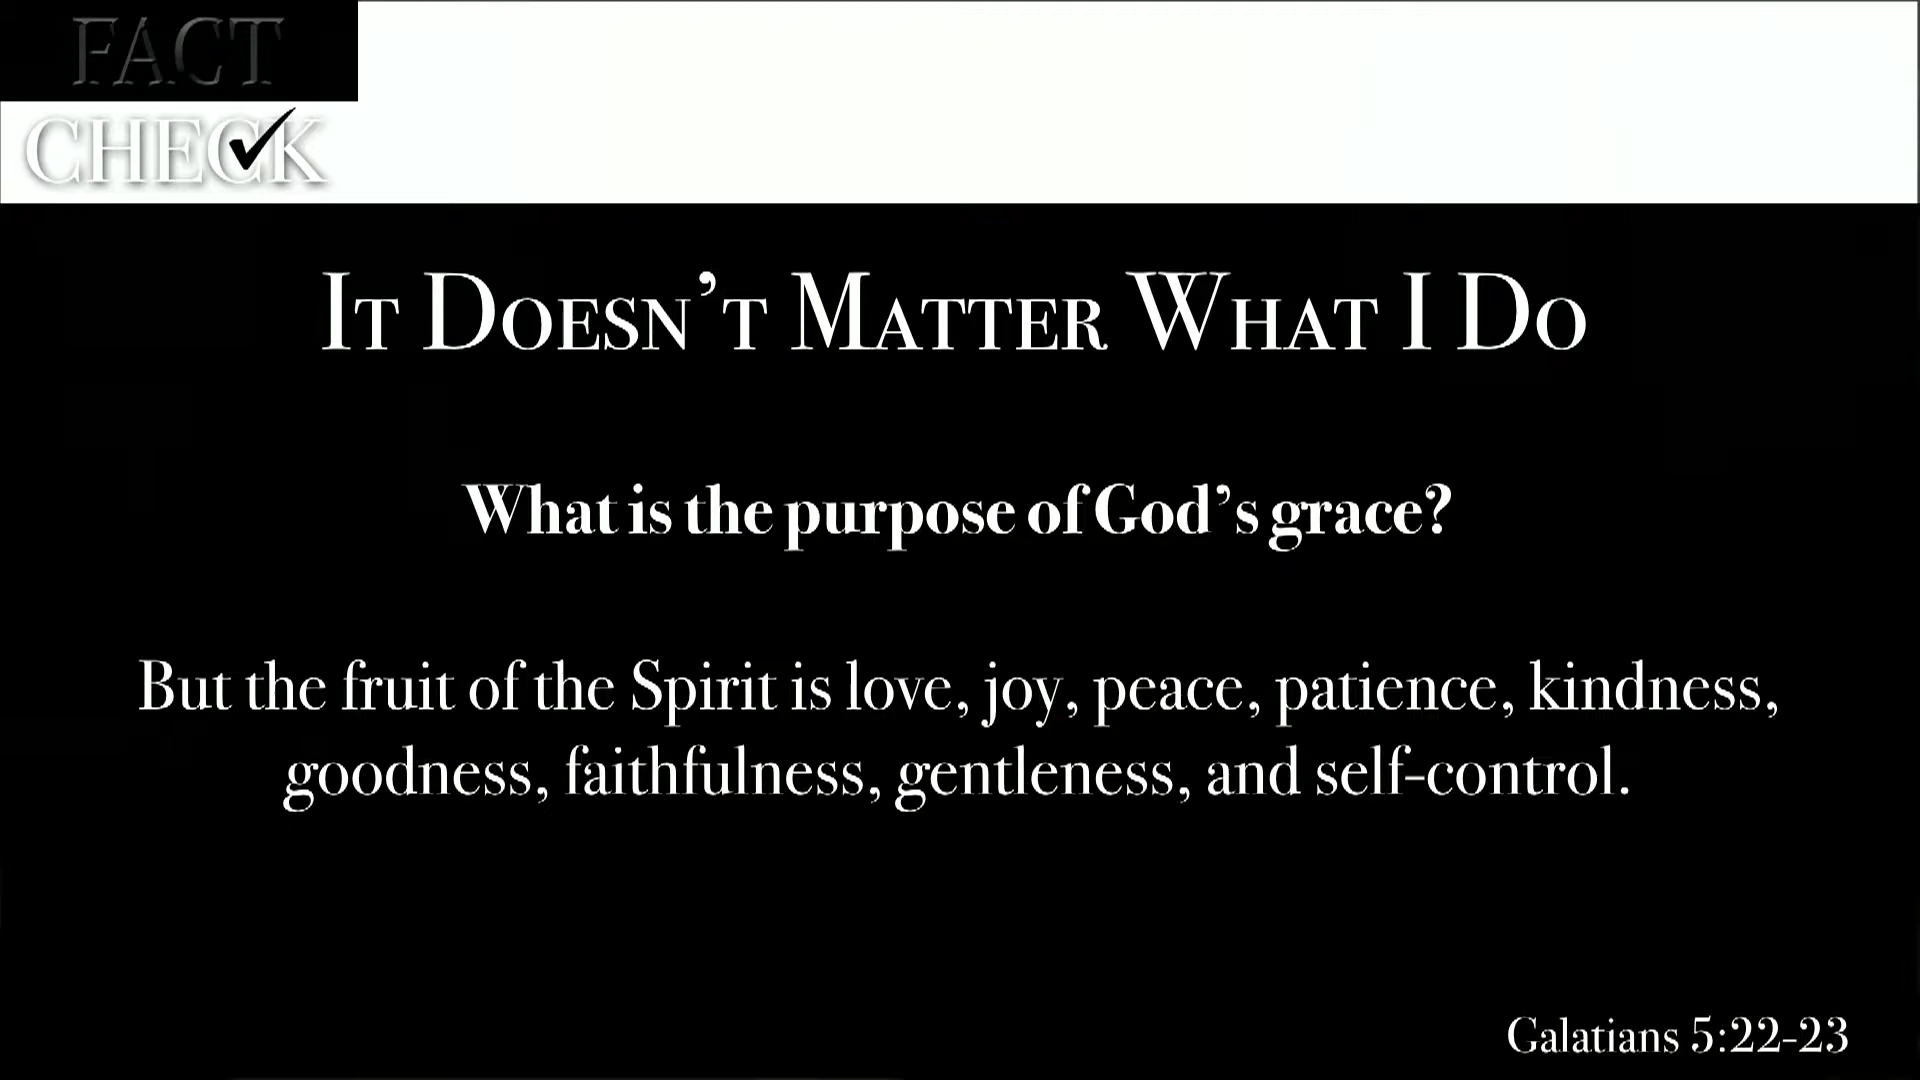 FACT
CHECK
It Doesn’t Matter What I Do
What is the purpose of God’s grace?
But the fruit of the Spirit is love, joy, peace, patience, kindness,
goodness, faithfulness, gentleness, and self-control.
Galatians 5:22-23